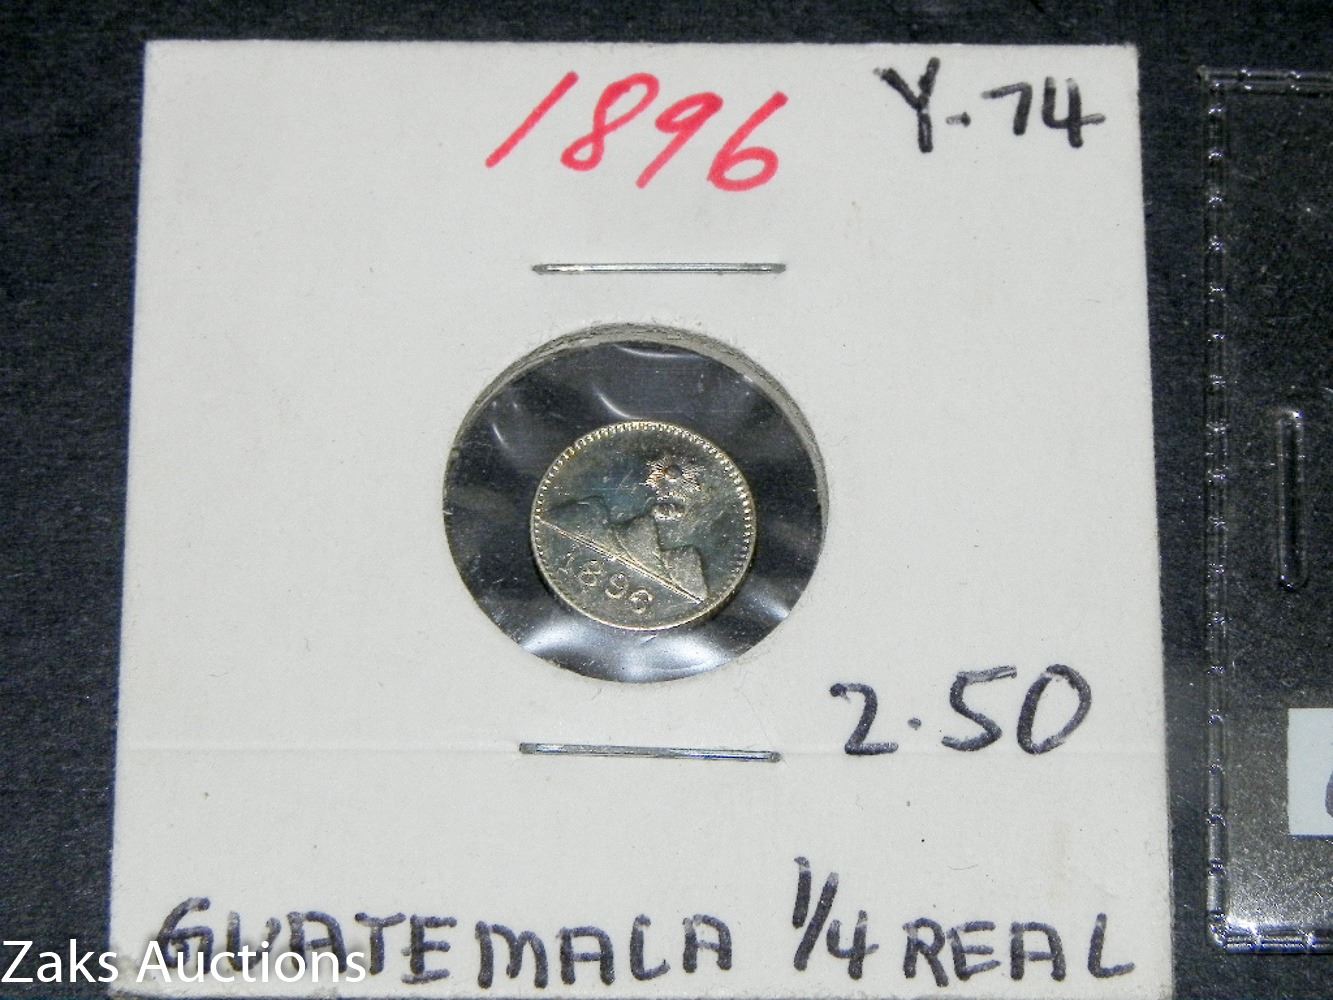 1896 Y.74
1896
2.50
GUATEMALA 1/4 REAL
Zaks Auctions